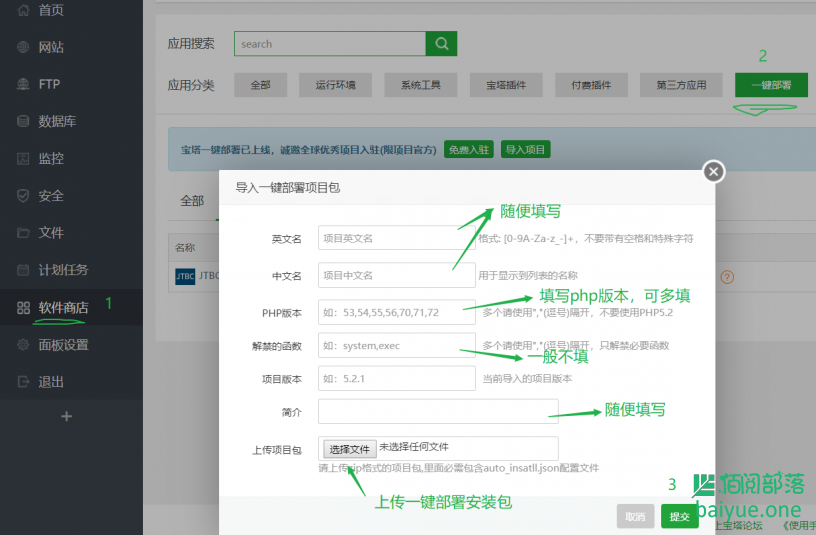 首页
网站
FTP
数据库
监控
安全
文件
计划任务
软件商店 1
面板设置
退出
+
应用搜索 search
2
应用分类 全部 运行环境 系统工具 宝塔插件 付费插件 第三方应用 一键部署
宝塔一键部署已上线，诚邀全球优秀项目入驻(限项目官方) 免费入驻 导入项目
全部
名称
JTBC JTBC
?
导入一键部署项目包
随便填写
英文名 项目英文名 格式: [0-9A-Za-z_-]+，不要带有空格和特殊字符
中文名 项目中文名 用于显示到列表的名称
填写php版本，可多填
PHP版本 如：53,54,55,56,70,71,72 多个请使用","(逗号)隔开，不要使用PHP5.2
解禁的函数 如：system,exec 多个请使用","(逗号)隔开，只解禁必要函数
一般不填
项目版本 如：5.2.1 当前导入的项目版本
简介
随便填写
上传项目包 选择文件 未选择任何文件
请上传zip格式的项目包,里面必需包含auto_insatll.json配置文件
上传一键部署安装包
3
取消 提交
佰阅部落
baiyue.one
上宝塔论坛 《使用手